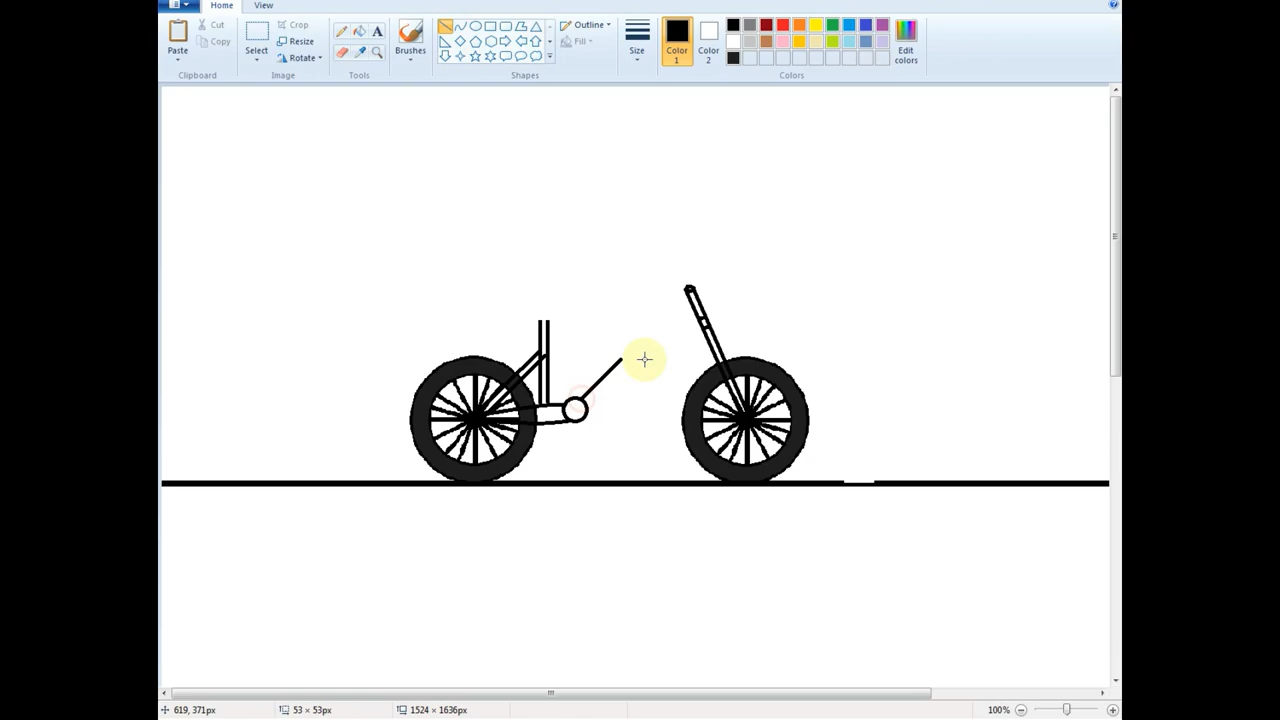 Home View
Paste
Cut
Copy
Clipboard
Select
Crop
Resize
Rotate
Image
A
Tools
Brushes
Shapes
Outline
Fill
Size
Color 1
Color 2
Edit colors
Colors
619, 371px 53 × 53px 1524 × 1636px 100%